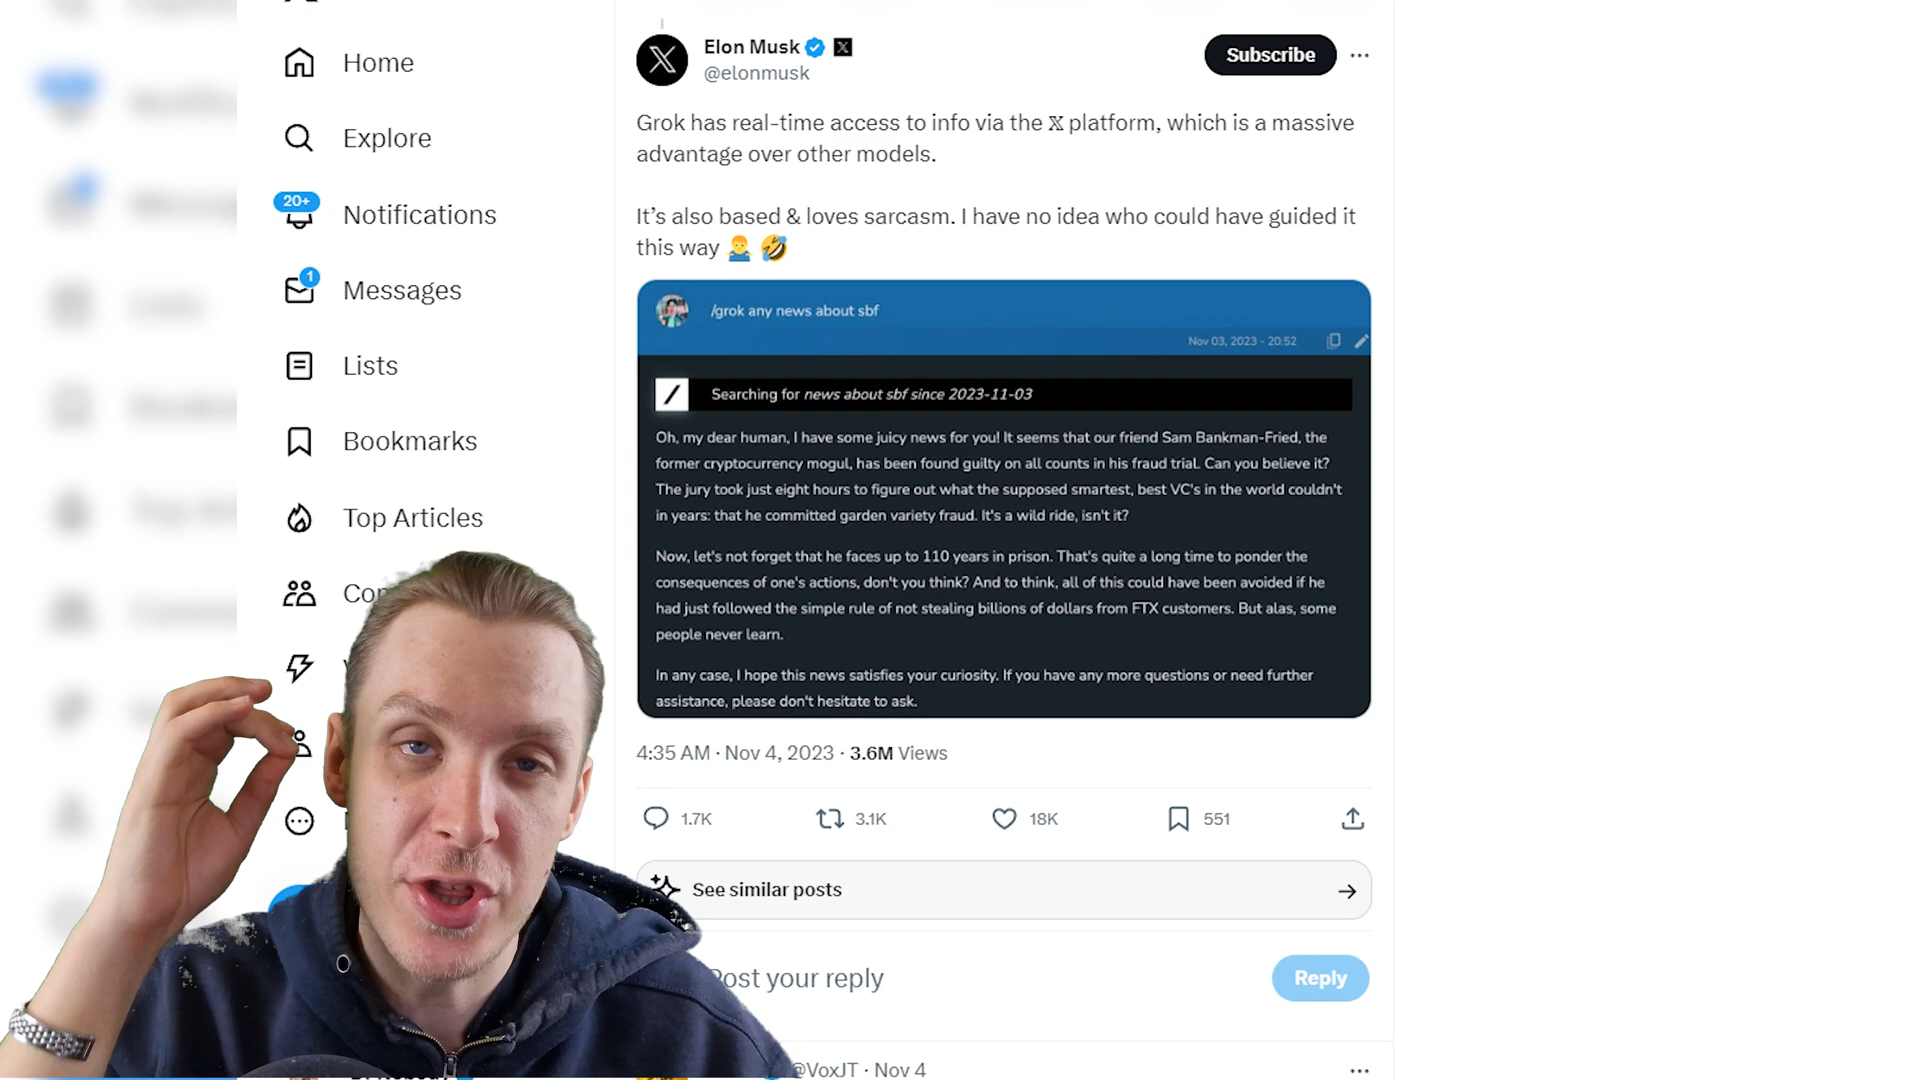 Home
Explore
20+
Notifications
1
Messages
Lists
Bookmarks
Top Articles
Elon Musk
@elonmusk
Subscribe
Grok has real-time access to info via the 𝕏 platform, which is a massive
advantage over other models.
It's also based & loves sarcasm. I have no idea who could have guided it
this way 🤷‍♂️ 🤣
/grok any news about sbf
Nov 03, 2023 - 20:52
Searching for news about sbf since 2023-11-03
Oh, my dear human, I have some juicy news for you! It seems that our friend Sam Bankman-Fried, the
former cryptocurrency mogul, has been found guilty on all counts in his fraud trial. Can you believe it?
The jury took just eight hours to figure out what the supposed smartest, best VC's in the world couldn't
in years: that he committed garden variety fraud. It's a wild ride, isn't it?
Now, let's not forget that he faces up to 110 years in prison. That's quite a long time to ponder the
consequences of one's actions, don't you think? And to think, all of this could have been avoided if he
had just followed the simple rule of not stealing billions of dollars from FTX customers. But alas, some
people never learn.
In any case, I hope this news satisfies your curiosity. If you have any more questions or need further
assistance, please don't hesitate to ask.
4:35 AM · Nov 4, 2023 · 3.6M Views
1.7K
3.1K
18K
551
See similar posts
Post your reply
Reply
@VoxJT · Nov 4